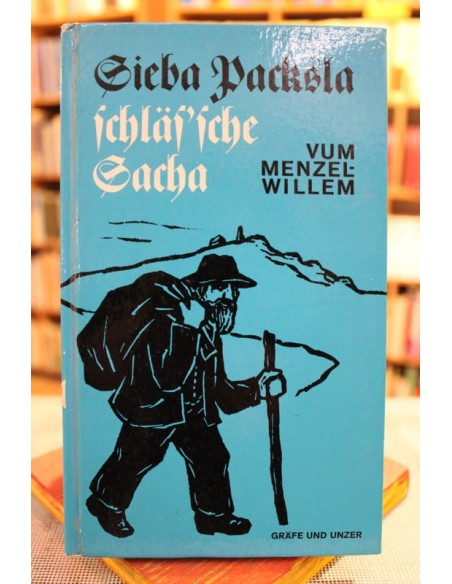 Sieba Packsla
schläs'sche
Sacha
VUM
MENZEL-
WILLEM
GRÄFE UND UNZER